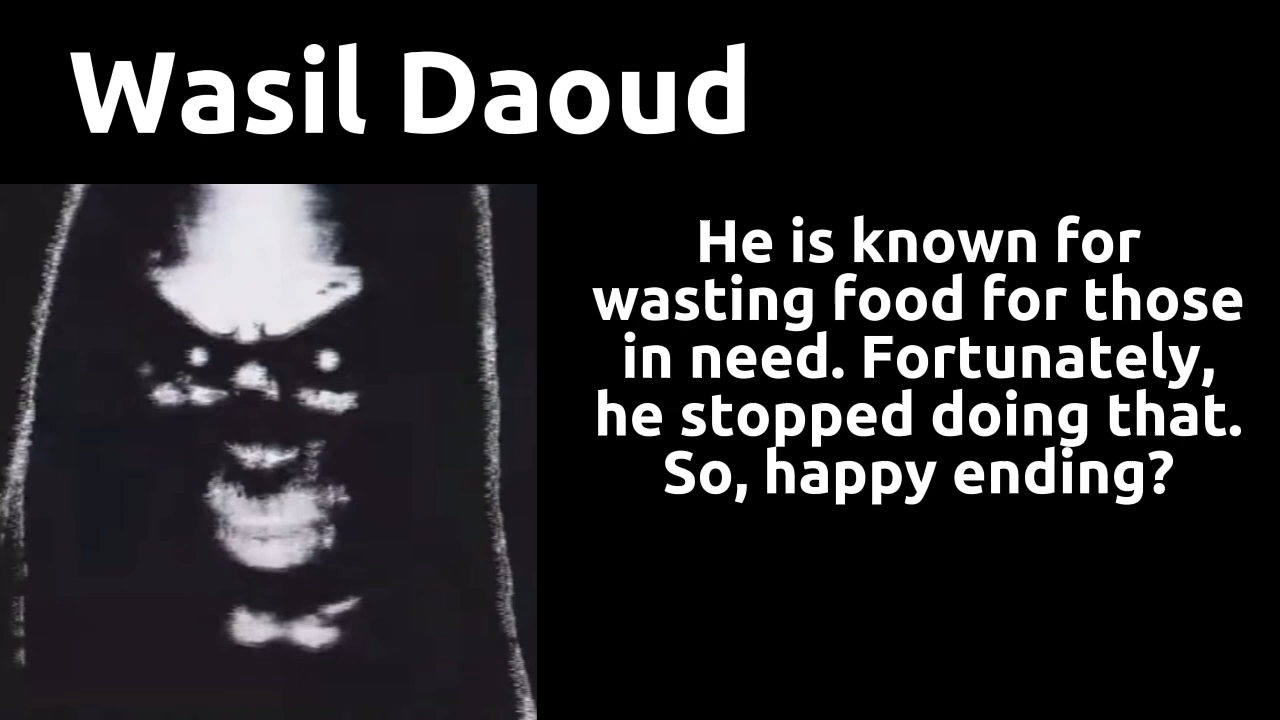 Wasil Daoud
He is known for
wasting food for those
in need. Fortunately,
he stopped doing that.
So, happy ending?